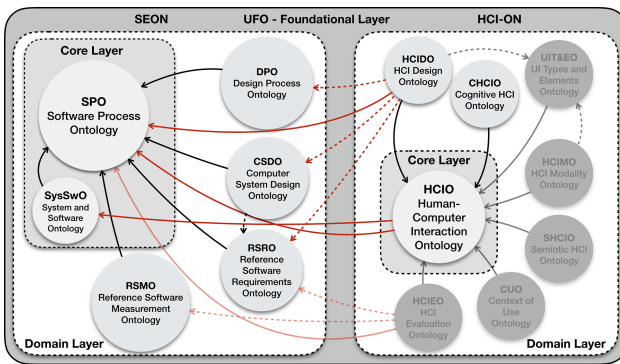 SEON
UFO - Foundational Layer
HCI-ON
Core Layer
SPO
Software Process
Ontology
SysSwO
System and
Software
Ontology
DPO
Design Process
Ontology
CSDO
Computer
System Design
Ontology
RSRO
Reference
Software
Requirements
Ontology
RSMO
Reference Software
Measurement
Ontology
Domain Layer
HCIDO
HCI Design
Ontology
CHCIO
Cognitive HCI
Ontology
UIT&EO
UI Types and
Elements
Ontology
Core Layer
HCIO
Human-
Computer
Interaction
Ontology
HCIMO
HCI Modality
Ontology
SHCIO
Semiotic HCI
Ontology
CUO
Context of
Use
Ontology
HCIEO
HCI
Evaluation
Ontology
Domain Layer